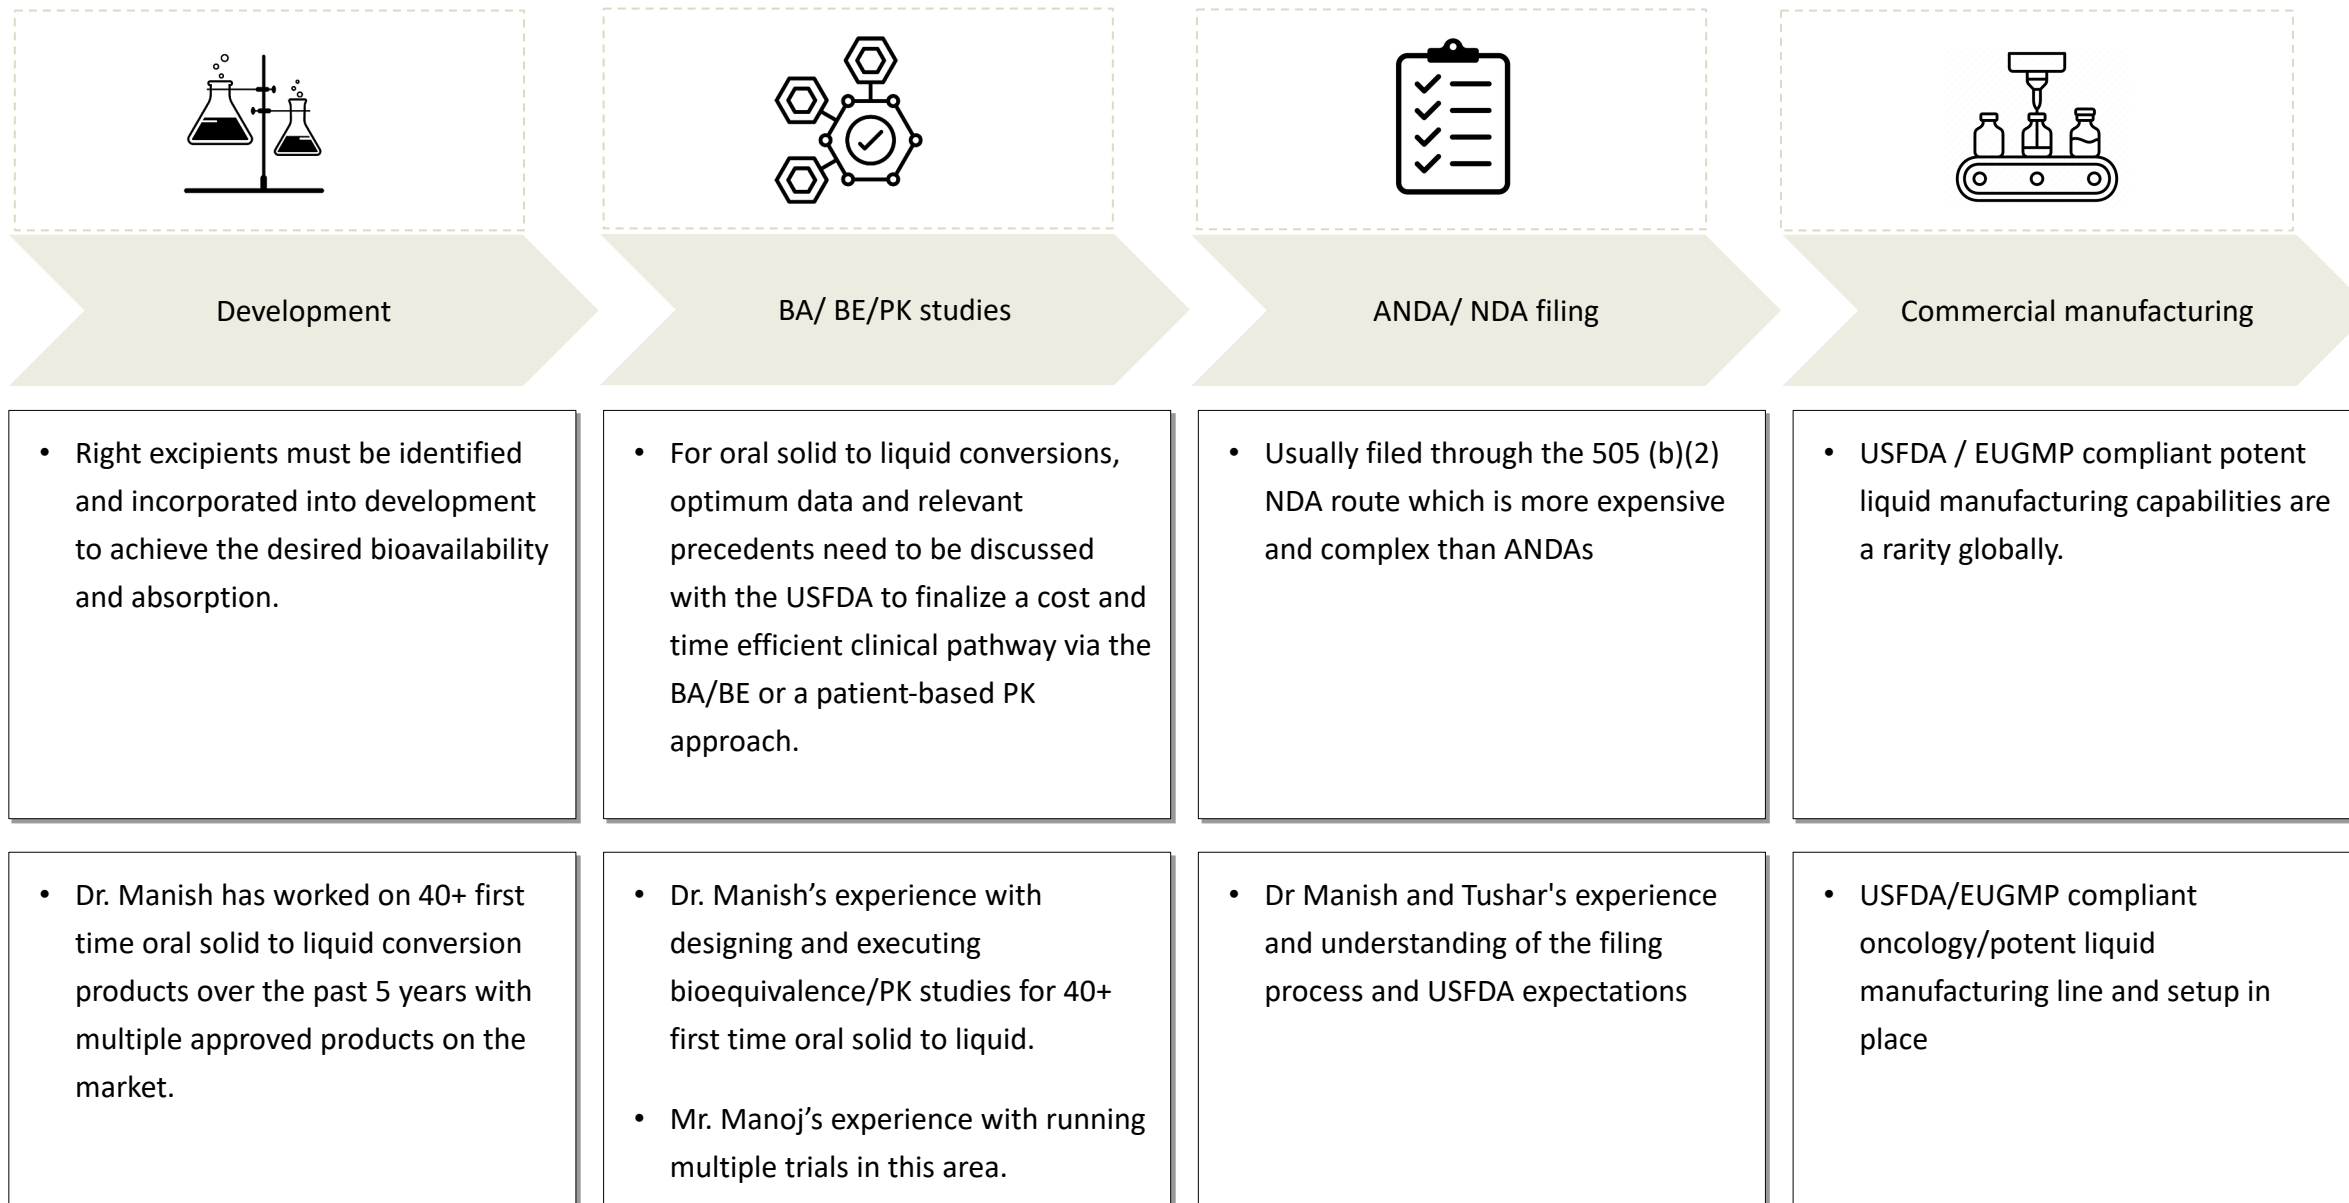 Development
BA/ BE/PK studies
ANDA/ NDA filing
Commercial manufacturing
• Right excipients must be identified
and incorporated into development
to achieve the desired bioavailability
and absorption.
• For oral solid to liquid conversions,
optimum data and relevant
precedents need to be discussed
with the USFDA to finalize a cost and
time efficient clinical pathway via the
BA/BE or a patient-based PK
approach.
• Usually filed through the 505 (b)(2)
NDA route which is more expensive
and complex than ANDAs
• USFDA / EUGMP compliant potent
liquid manufacturing capabilities are
a rarity globally.
• Dr. Manish has worked on 40+ first
time oral solid to liquid conversion
products over the past 5 years with
multiple approved products on the
market.
• Dr. Manish’s experience with
designing and executing
bioequivalence/PK studies for 40+
first time oral solid to liquid.
• Mr. Manoj’s experience with running
multiple trials in this area.
• Dr Manish and Tushar's experience
and understanding of the filing
process and USFDA expectations
• USFDA/EUGMP compliant
oncology/potent liquid
manufacturing line and setup in
place